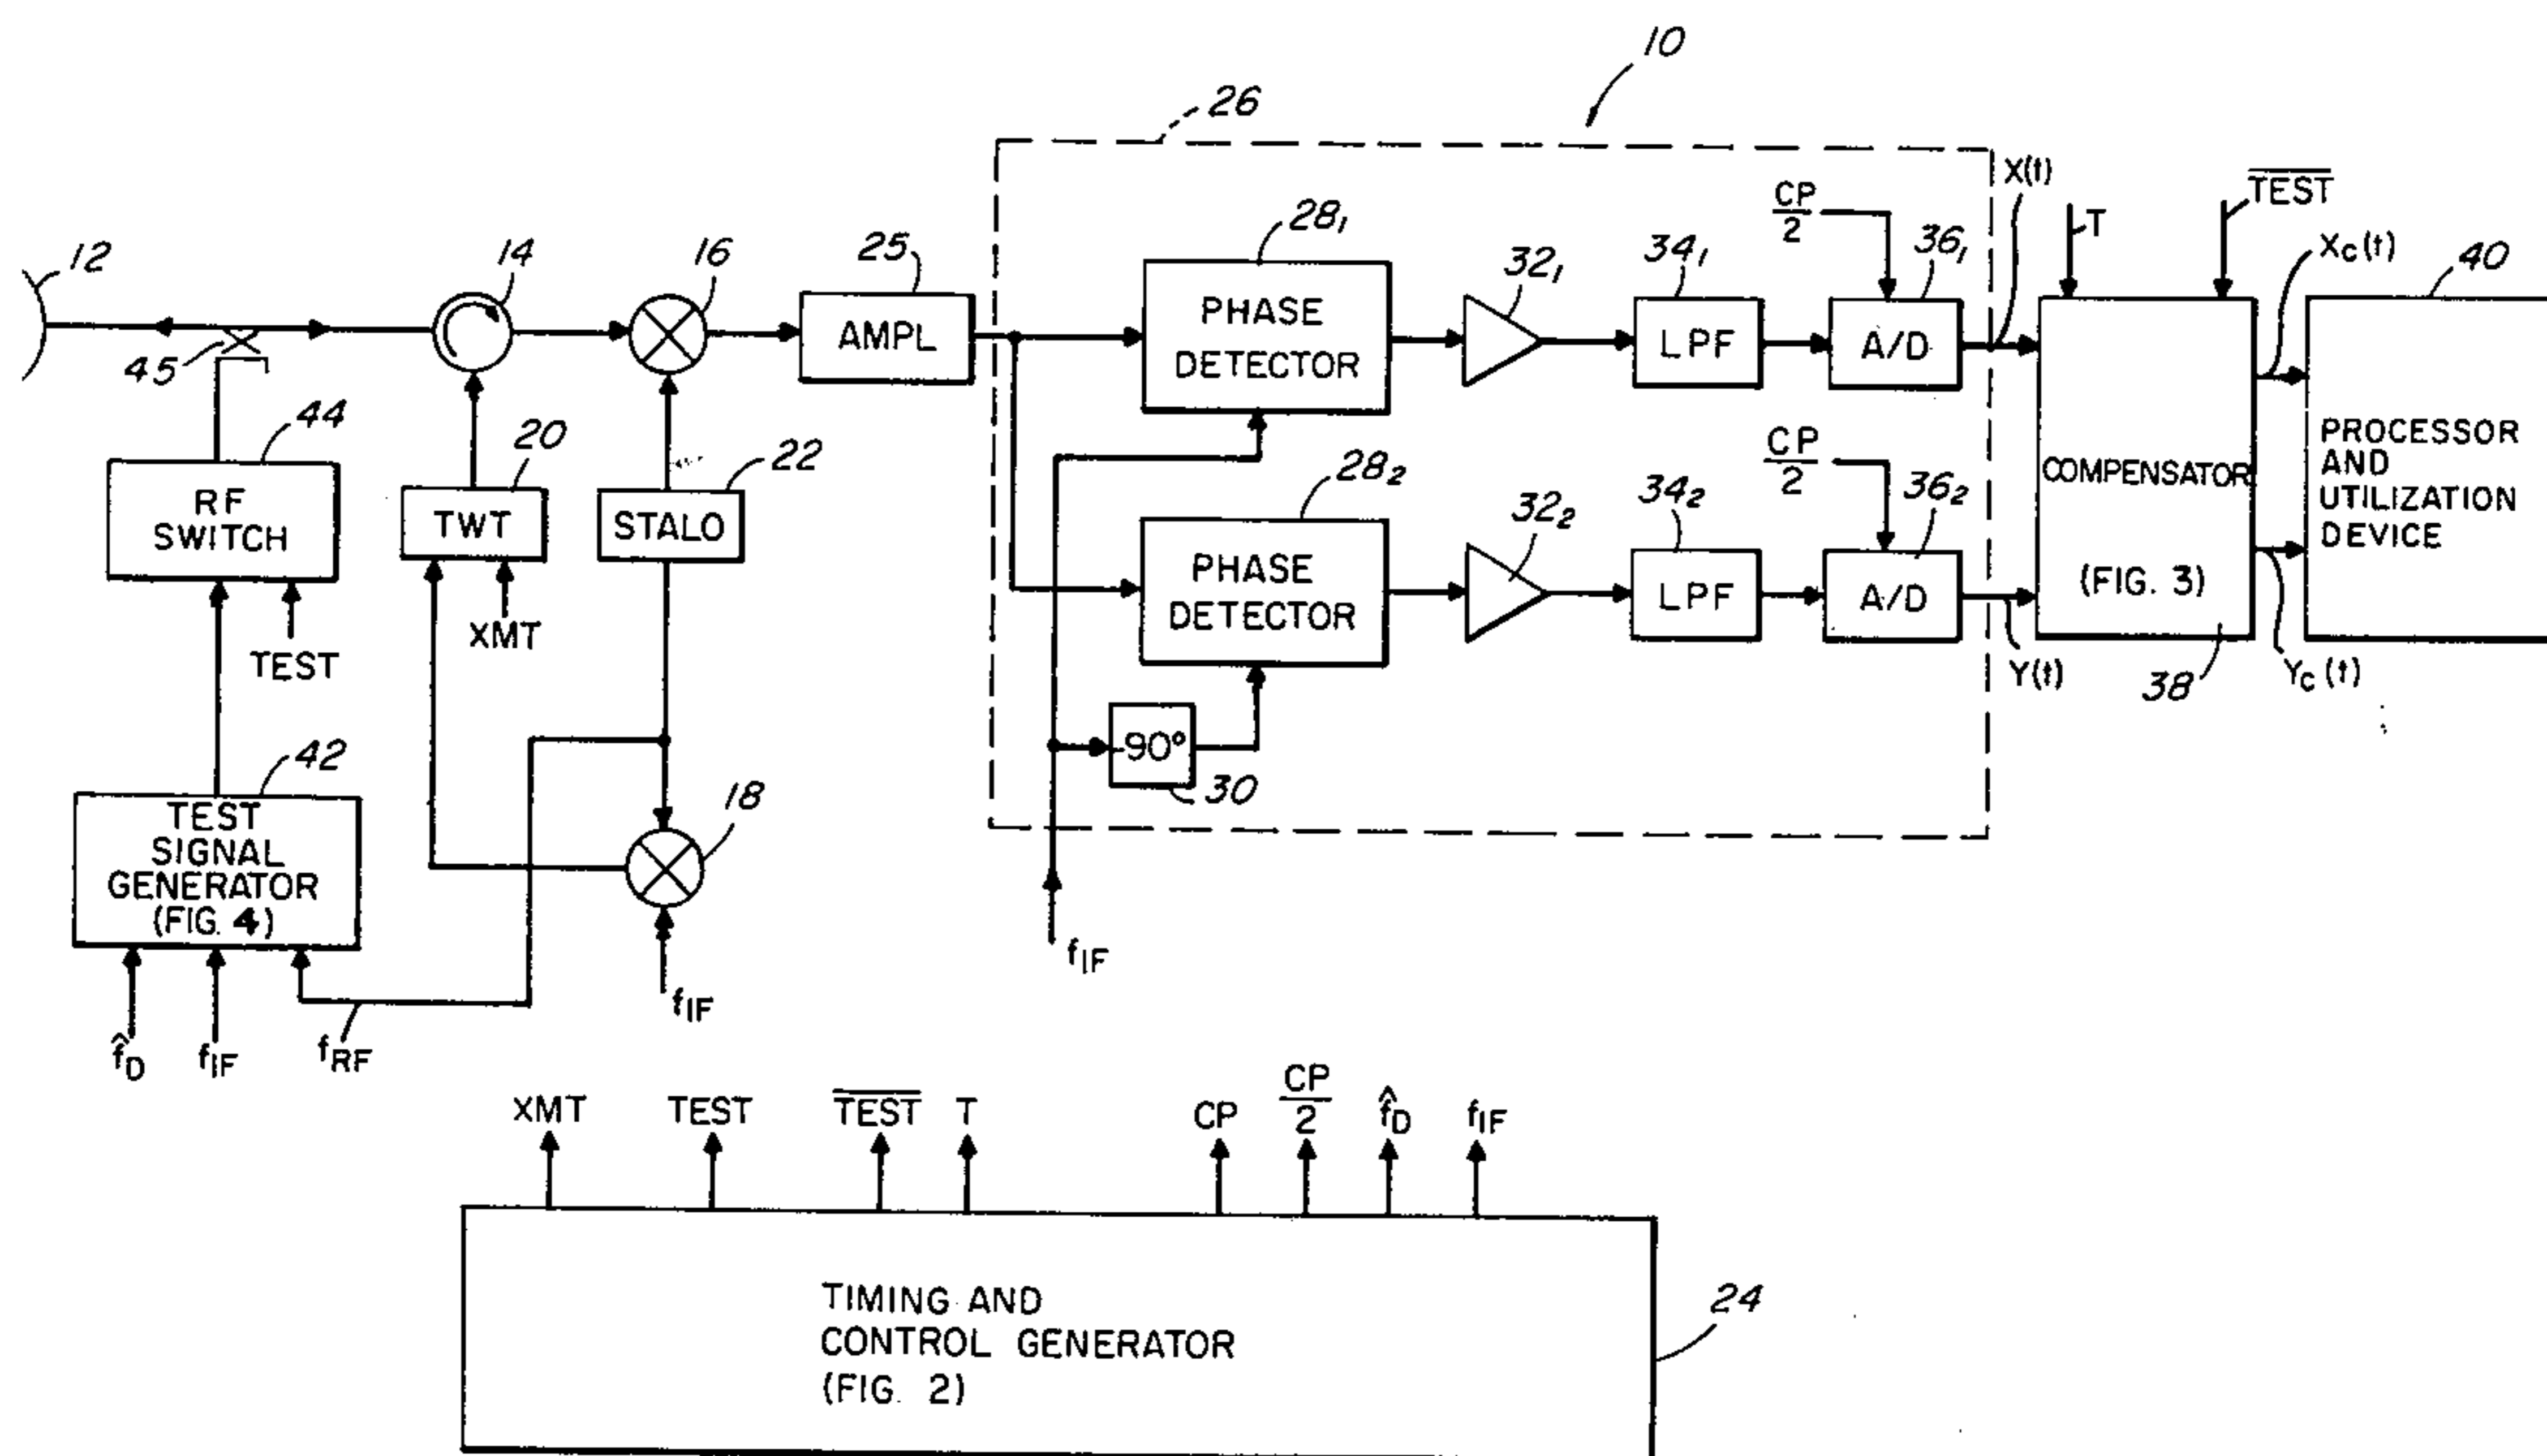 10
26
12
14
16
25
28₁
32₁
34₁
CP/2
36₁
X(t)
T
T̅E̅S̅T̅
Xc(t)
40
45
AMPL
PHASE
DETECTOR
LPF
A/D
44
RF
SWITCH
TEST
20
TWT
XMT
22
STALO
28₂
PHASE
DETECTOR
32₂
34₂
LPF
CP/2
36₂
A/D
Y(t)
COMPENSATOR
(FIG. 3)
38
Yc(t)
PROCESSOR
AND
UTILIZATION
DEVICE
-90°
30
42
TEST
SIGNAL
GENERATOR
(FIG. 4)
18
f̂D
fIF
fRF
fIF
fIF
XMT
TEST
T̅E̅S̅T̅
T
CP
CP/2
f̂D
fIF
TIMING AND
CONTROL GENERATOR
(FIG. 2)
24